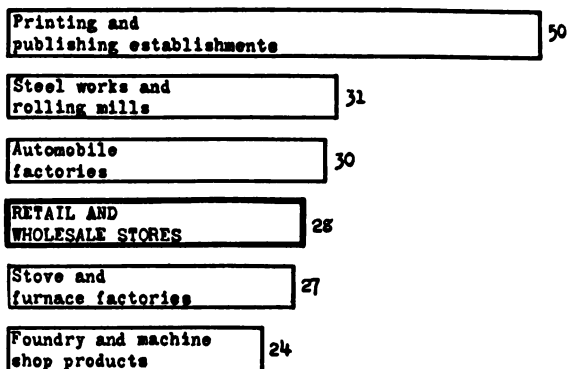 Printing and
publishing establishments 50
Steel works and
rolling mills 31
Automobile
factories 30
RETAIL AND
WHOLESALE STORES 28
Stove and
furnace factories 27
Foundry and machine
shop products 24